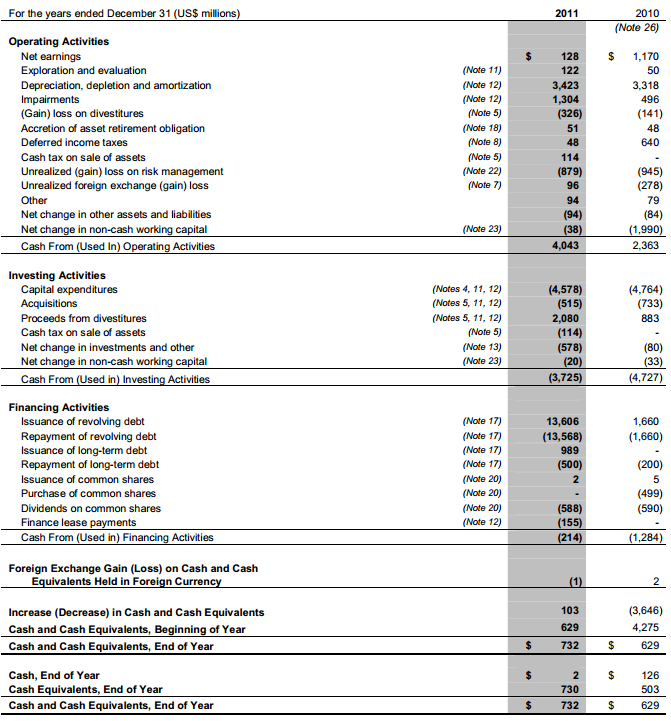 For the years ended December 31 (US$ millions) 2011 2010
(Note 26)
Operating Activities
Net earnings $ 128 $ 1,170
Exploration and evaluation (Note 11) 122 50
Depreciation, depletion and amortization (Note 12) 3,423 3,318
Impairments (Note 12) 1,304 496
(Gain) loss on divestitures (Note 5) (326) (141)
Accretion of asset retirement obligation (Note 18) 51 48
Deferred income taxes (Note 8) 48 640
Cash tax on sale of assets (Note 5) 114 -
Unrealized (gain) loss on risk management (Note 22) (879) (945)
Unrealized foreign exchange (gain) loss (Note 7) 96 (278)
Other 94 79
Net change in other assets and liabilities (94) (84)
Net change in non-cash working capital (Note 23) (38) (1,990)
Cash From (Used In) Operating Activities 4,043 2,363
Investing Activities
Capital expenditures (Notes 4, 11, 12) (4,578) (4,764)
Acquisitions (Notes 5, 11, 12) (515) (733)
Proceeds from divestitures (Notes 5, 11, 12) 2,080 883
Cash tax on sale of assets (Note 5) (114) -
Net change in investments and other (Note 13) (578) (80)
Net change in non-cash working capital (Note 23) (20) (33)
Cash From (Used in) Investing Activities (3,725) (4,727)
Financing Activities
Issuance of revolving debt (Note 17) 13,606 1,660
Repayment of revolving debt (Note 17) (13,568) (1,660)
Issuance of long-term debt (Note 17) 989 -
Repayment of long-term debt (Note 17) (500) (200)
Issuance of common shares (Note 20) 2 5
Purchase of common shares (Note 20) - (499)
Dividends on common shares (Note 20) (588) (590)
Finance lease payments (Note 12) (155) -
Cash From (Used in) Financing Activities (214) (1,284)
Foreign Exchange Gain (Loss) on Cash and Cash
Equivalents Held in Foreign Currency (1) 2
Increase (Decrease) in Cash and Cash Equivalents 103 (3,646)
Cash and Cash Equivalents, Beginning of Year 629 4,275
Cash and Cash Equivalents, End of Year $ 732 $ 629
Cash, End of Year $ 2 $ 126
Cash Equivalents, End of Year 730 503
Cash and Cash Equivalents, End of Year $ 732 $ 629